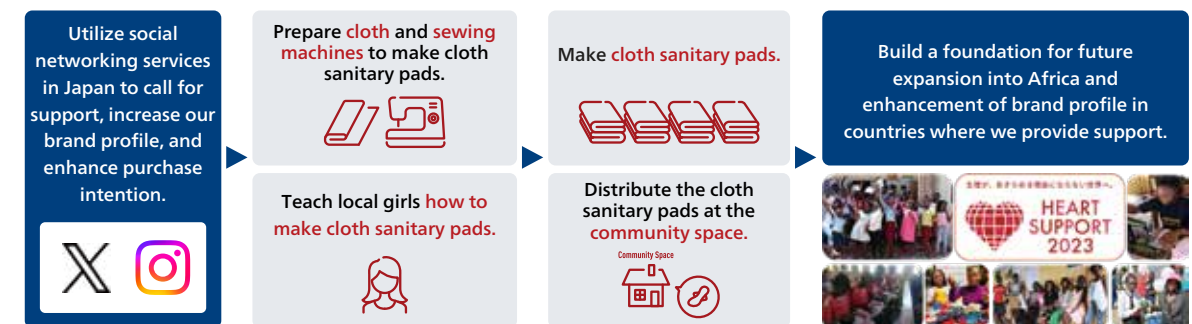 Utilize social
networking services
in Japan to call for
support, increase our
brand profile, and
enhance purchase
intention.
Prepare cloth and sewing
machines to make cloth
sanitary pads.
Teach local girls how to
make cloth sanitary pads.
Make cloth sanitary pads.
Distribute the cloth
sanitary pads at the
community space.
Community Space
Build a foundation for future
expansion into Africa and
enhancement of brand profile in
countries where we provide support.
HEART
SUPPORT
2023